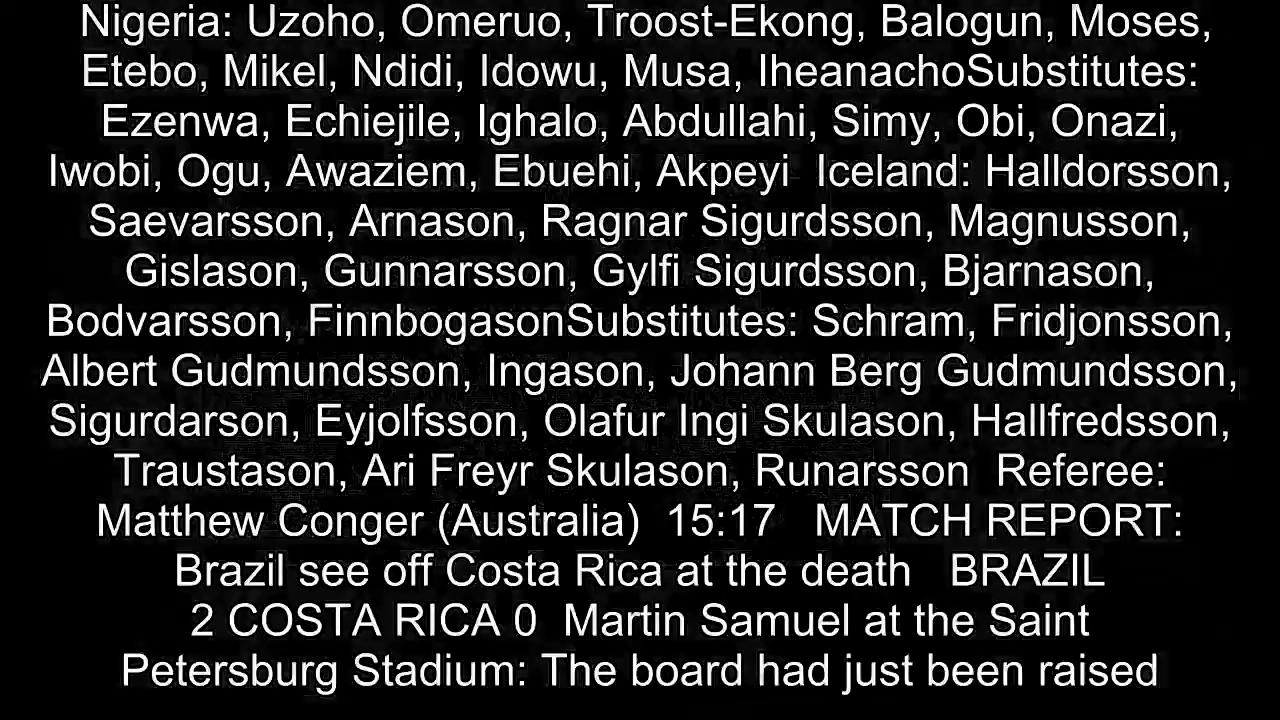 Nigeria: Uzoho, Omeruo, Troost-Ekong, Balogun, Moses,
Etebo, Mikel, Ndidi, Idowu, Musa, IheanachoSubstitutes:
Ezenwa, Echiejile, Ighalo, Abdullahi, Simy, Obi, Onazi,
Iwobi, Ogu, Awaziem, Ebuehi, Akpeyi  Iceland: Halldorsson,
Saevarsson, Arnason, Ragnar Sigurdsson, Magnusson,
Gislason, Gunnarsson, Gylfi Sigurdsson, Bjarnason,
Bodvarsson, FinnbogasonSubstitutes: Schram, Fridjonsson,
Albert Gudmundsson, Ingason, Johann Berg Gudmundsson,
Sigurdarson, Eyjolfsson, Olafur Ingi Skulason, Hallfredsson,
Traustason, Ari Freyr Skulason, Runarsson  Referee:
Matthew Conger (Australia)  15:17   MATCH REPORT:
Brazil see off Costa Rica at the death   BRAZIL
2 COSTA RICA 0  Martin Samuel at the Saint
Petersburg Stadium: The board had just been raised